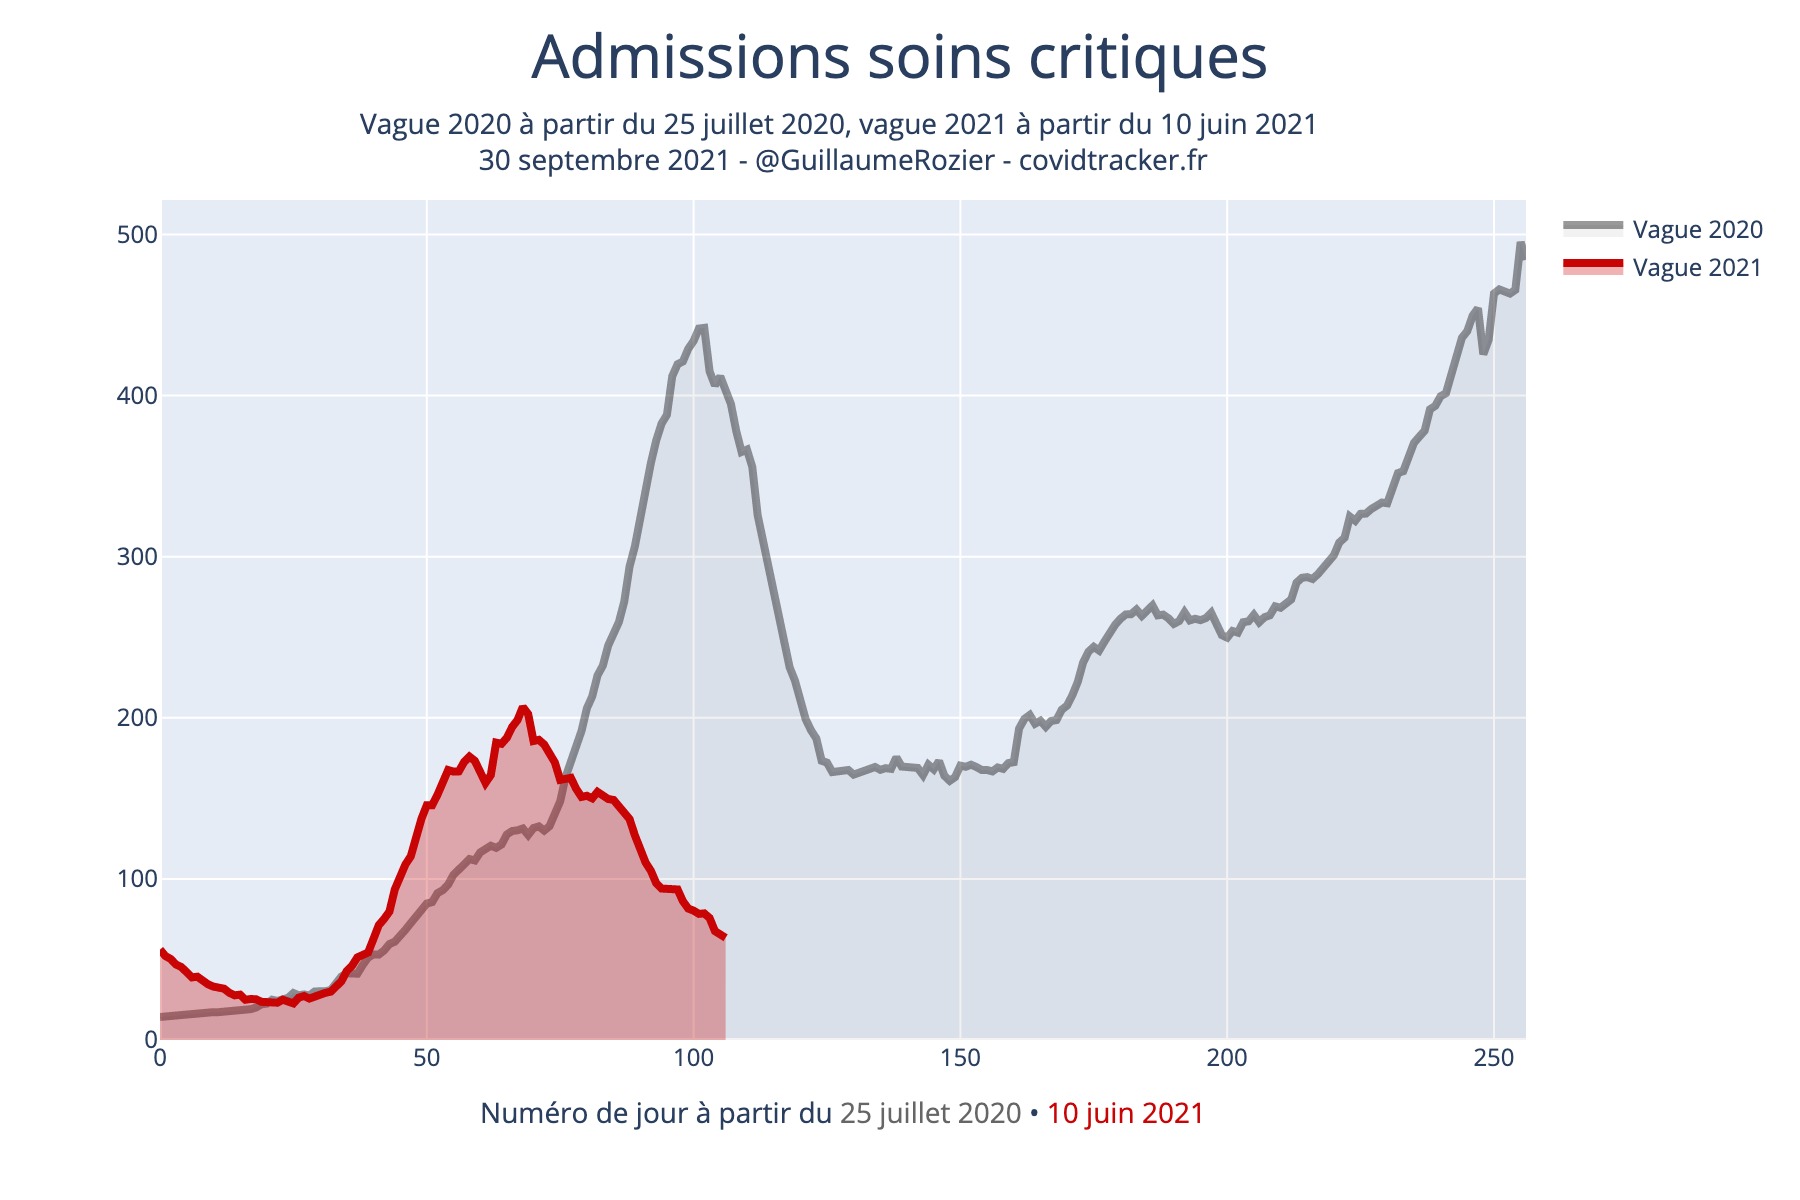 Admissions soins critiques
Vague 2020 à partir du 25 juillet 2020, vague 2021 à partir du 10 juin 2021
30 septembre 2021 - @GuillaumeRozier - covidtracker.fr
Vague 2020
Vague 2021
500
400
300
200
100
0
0 50 100 150 200 250
Numéro de jour à partir du 25 juillet 2020 • 10 juin 2021